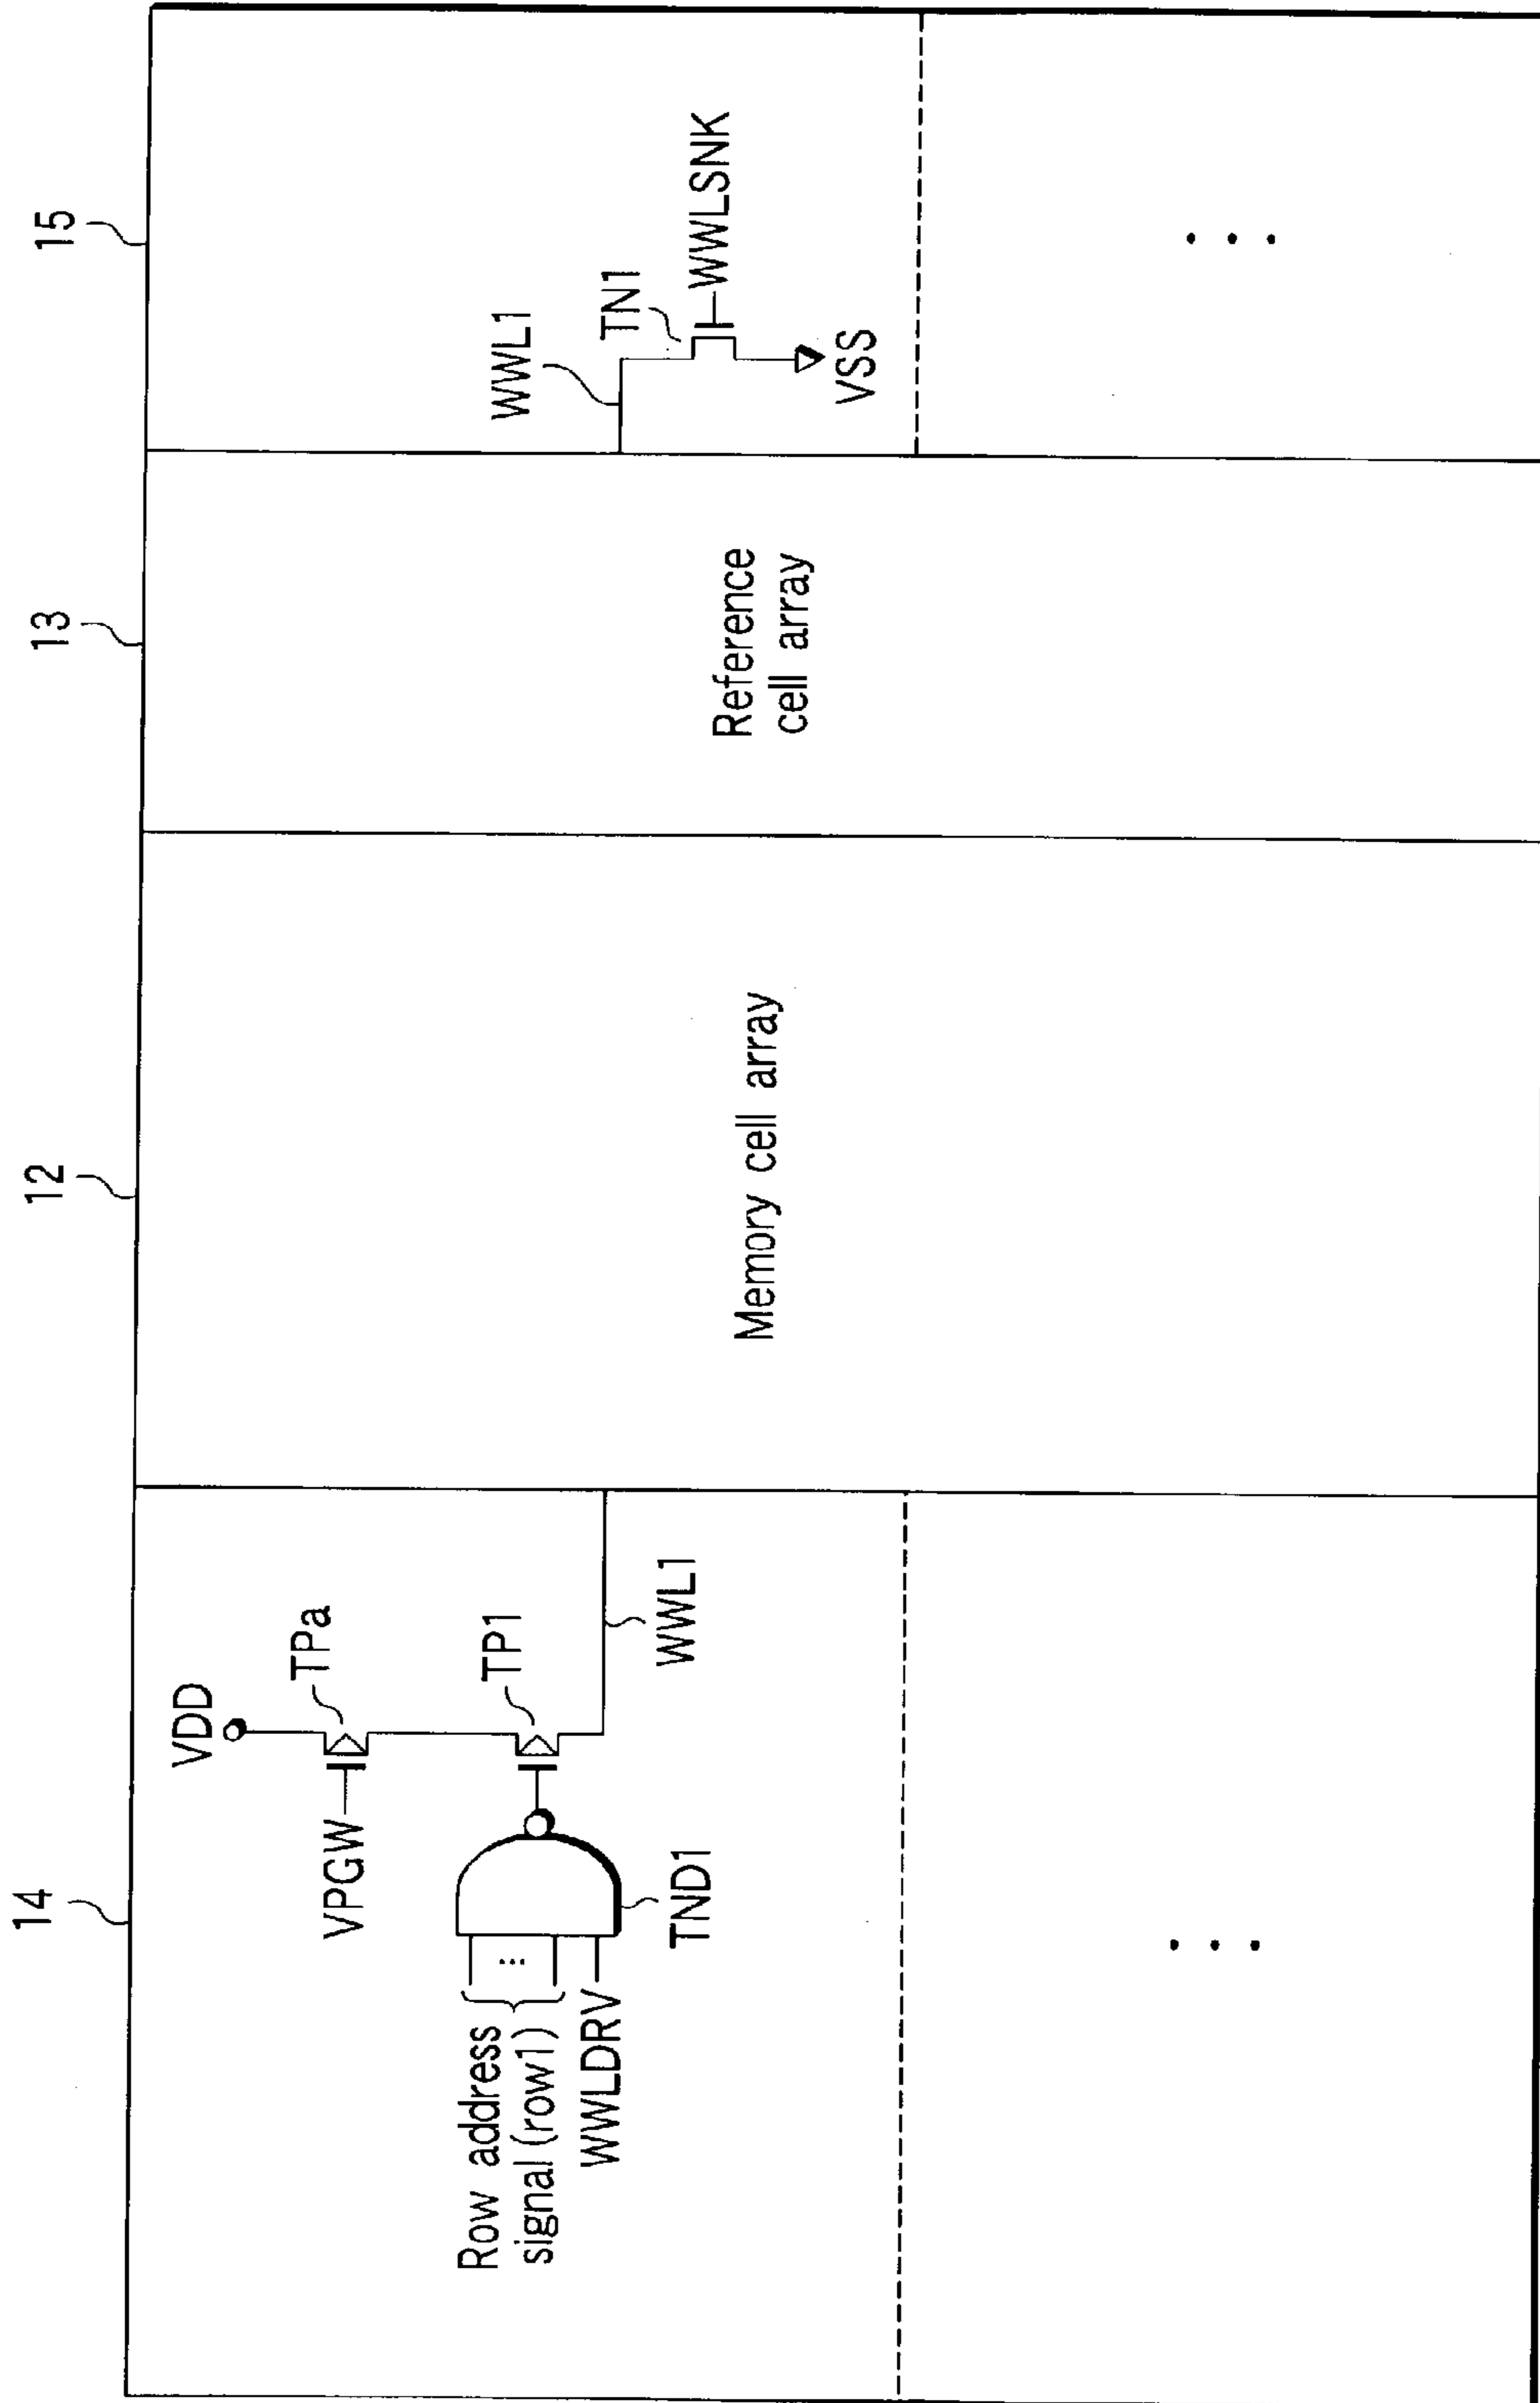 14
12
13
15
VDD
TPa
VPGW
TP1
Row address
signal (row1)
WWLDRV
TND1
WWL1
Memory cell array
Reference
cell array
WWL1
TN1
WWLSNK
VSS